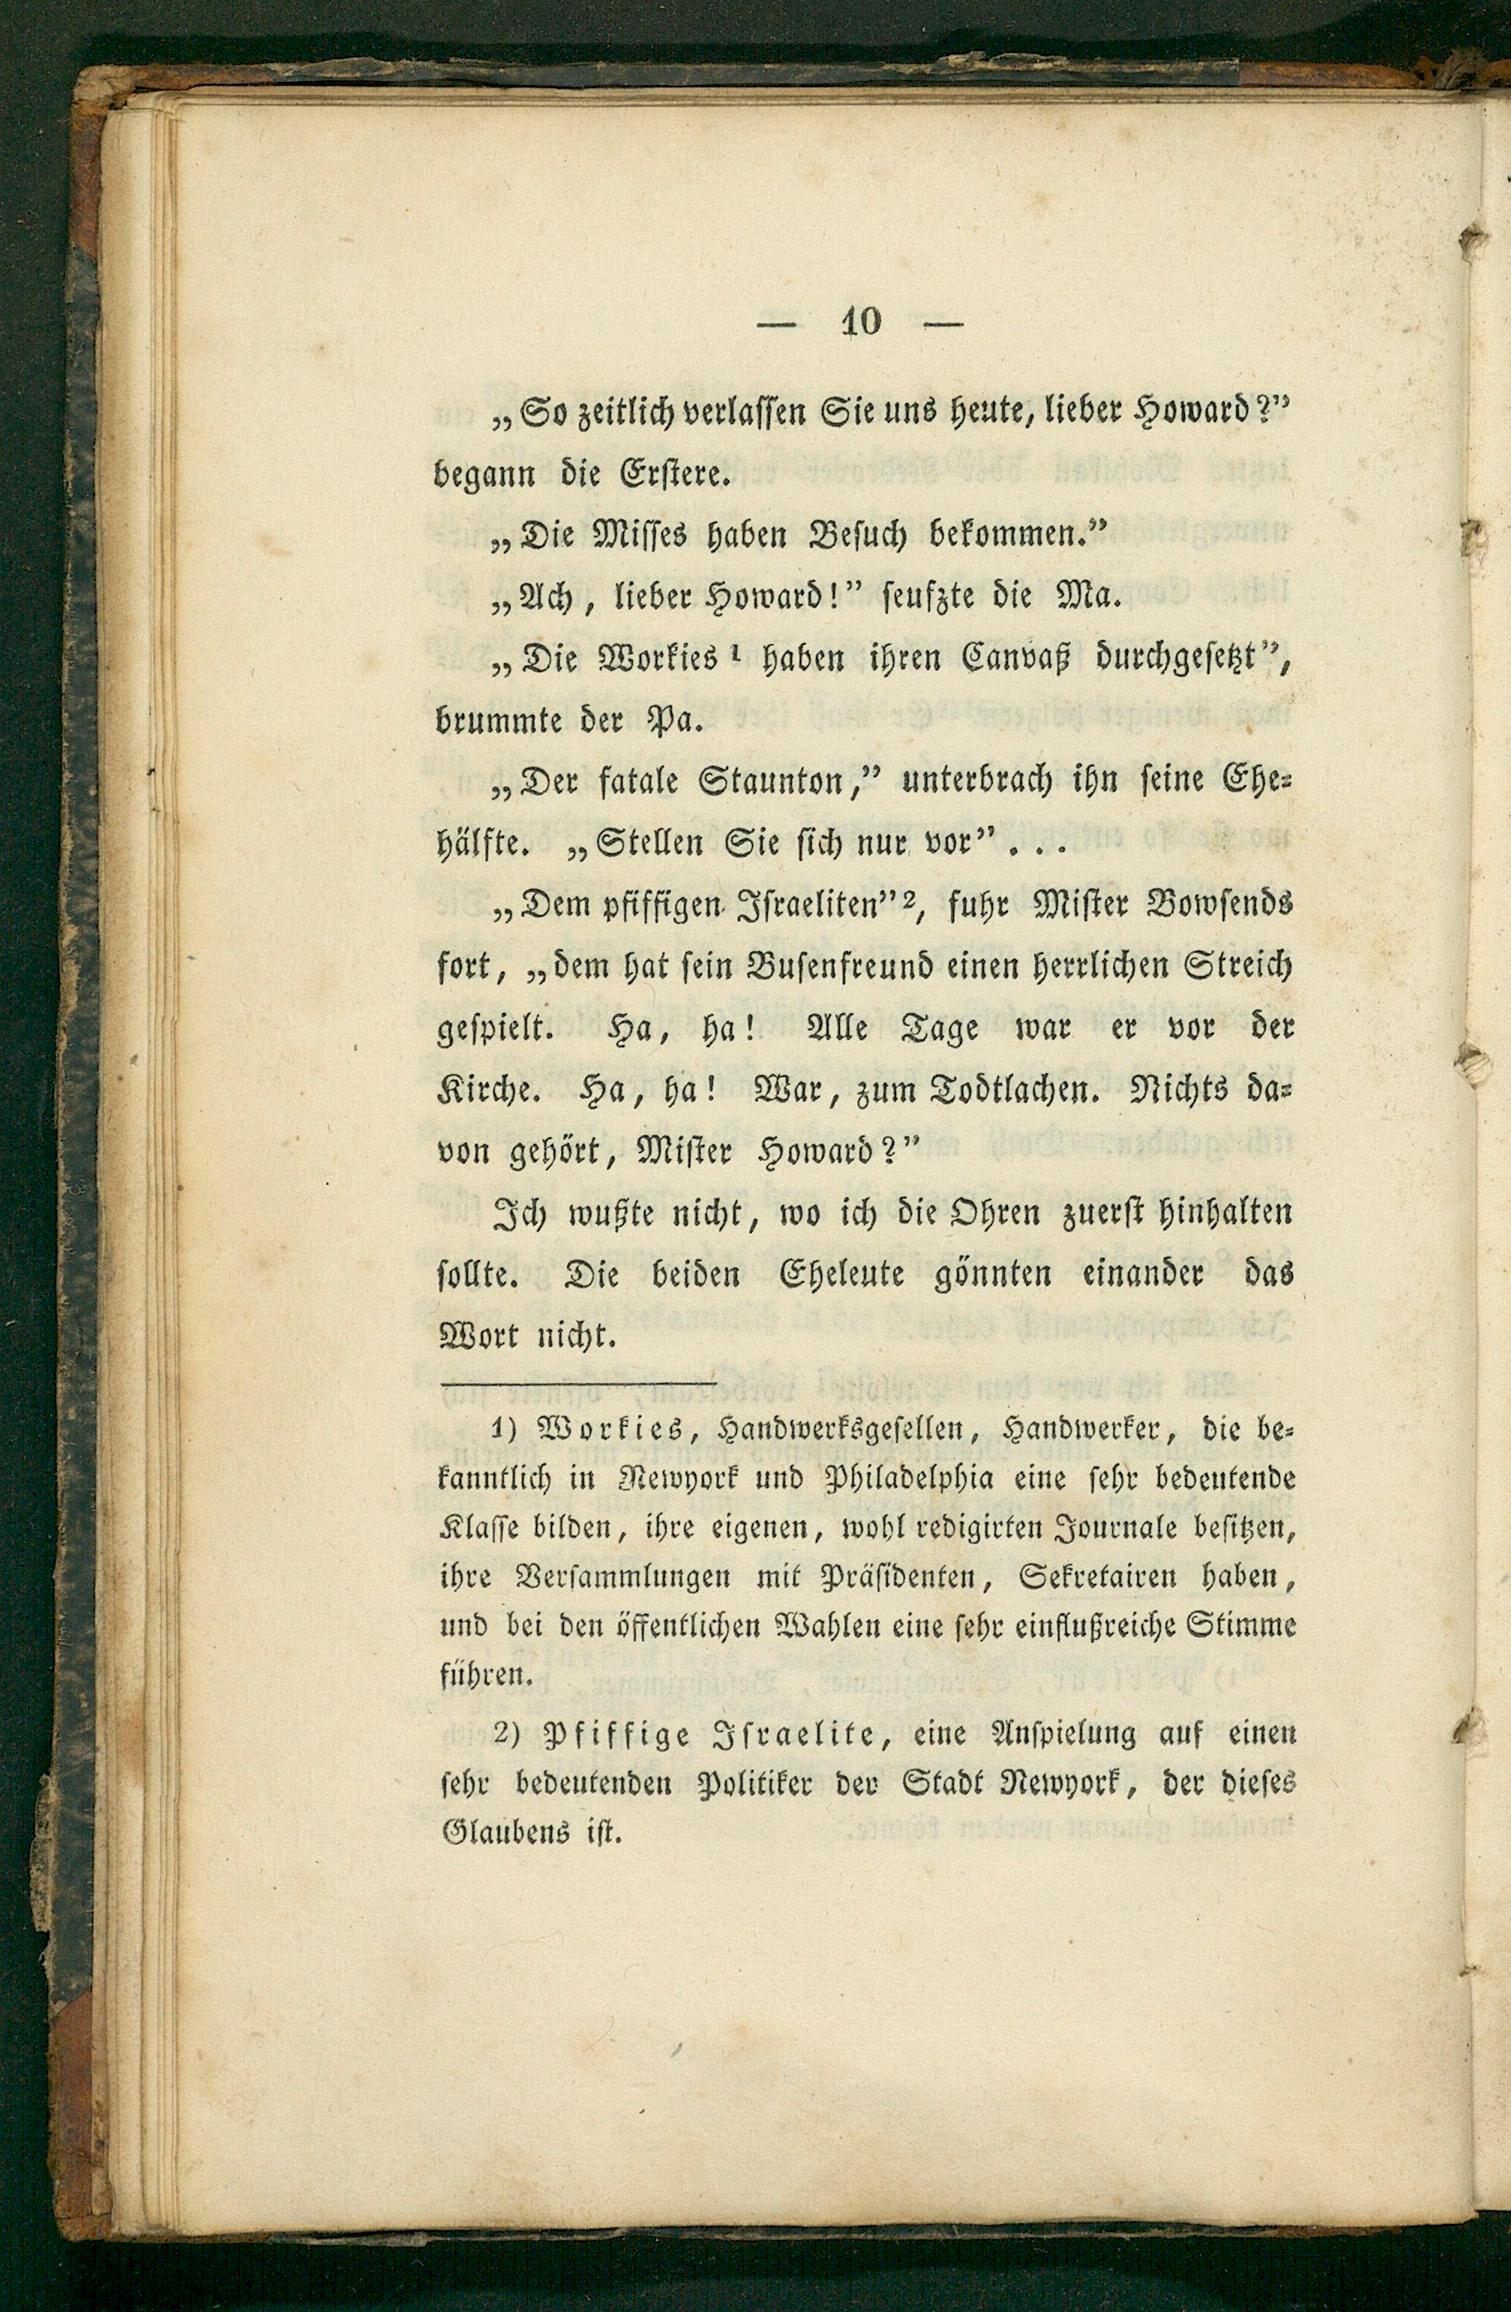 — 10 —
„So zeitlich verlassen Sie uns heute, lieber Howard?”
begann die Erstere.
„Die Misses haben Besuch bekommen.”
„Ach, lieber Howard!” seufzte die Ma.
„Die Workies 1 haben ihren Canvaß durchgesetzt”,
brummte der Pa.
„Der fatale Staunton,” unterbrach ihn seine Ehe-
hälfte. „Stellen Sie sich nur vor” . . .
„Dem pfiffigen Israeliten” 2, fuhr Mister Bowsends
fort, „dem hat sein Busenfreund einen herrlichen Streich
gespielt. Ha, ha! Alle Tage war er vor der
Kirche. Ha, ha! War, zum Todtlachen. Nichts da-
von gehört, Mister Howard?”
Ich wußte nicht, wo ich die Ohren zuerst hinhalten
sollte. Die beiden Eheleute gönnten einander das
Wort nicht.
1) Workies, Handwerksgesellen, Handwerker, die be-
kanntlich in Newyork und Philadelphia eine sehr bedeutende
Klasse bilden, ihre eigenen, wohl redigirten Journale besitzen,
ihre Versammlungen mit Präsidenten, Sekretairen haben,
und bei den öffentlichen Wahlen eine sehr einflußreiche Stimme
führen.
2) Pfiffige Israelite, eine Anspielung auf einen
sehr bedeutenden Politiker der Stadt Newyork, der dieses
Glaubens ist.